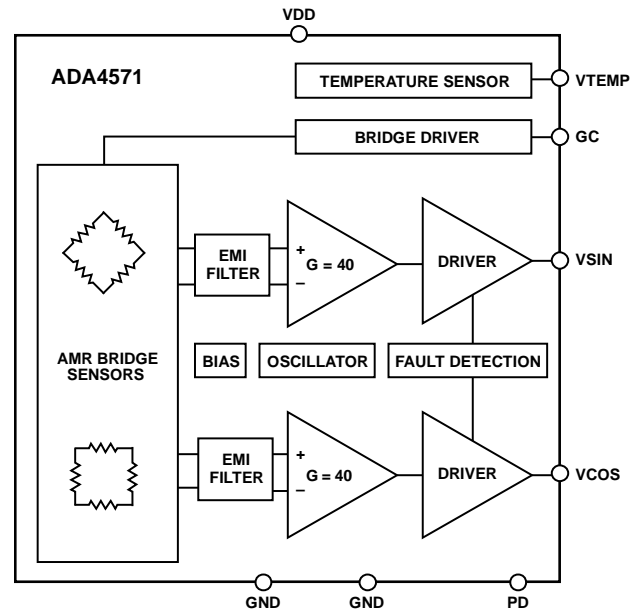 VDD
ADA4571
TEMPERATURE SENSOR
VTEMP
BRIDGE DRIVER
GC
EMI
FILTER
+
–
G = 40
DRIVER
VSIN
AMR BRIDGE
SENSORS
BIAS
OSCILLATOR
FAULT DETECTION
EMI
FILTER
+
–
G = 40
DRIVER
VCOS
GND
GND
PD